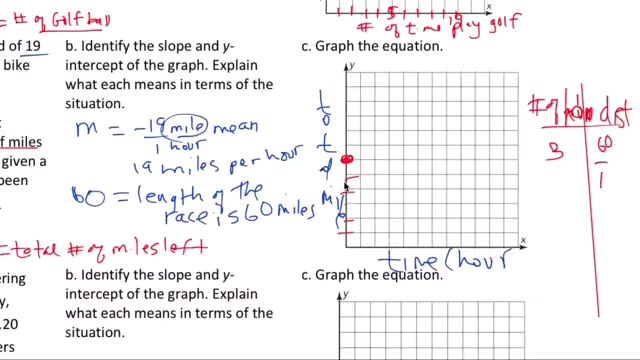 = # of Golf ball
# of time play golf
5
d of 19
bike
of miles
given a
been
b. Identify the slope and y-
intercept of the graph. Explain
what each means in terms of the
situation.
m = -19 mile mean
1 hour
19 miles per hour
60 = length of the
race is 60 miles
c. Graph the equation.
y
x
time (hour
dist
3
60
1
= total # of miles left
ering
y,
.20
ers
b. Identify the slope and y-
intercept of the graph. Explain
what each means in terms of the
situation.
c. Graph the equation.
y